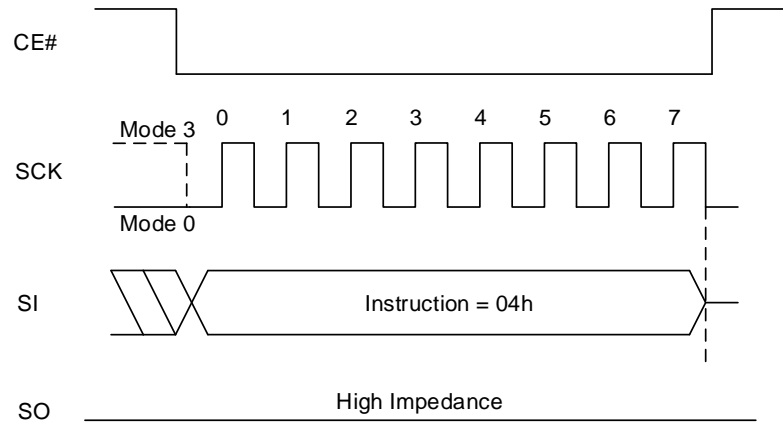 CE#
0 1 2 3 4 5 6 7
Mode 3
SCK
Mode 0
SI
Instruction = 04h
High Impedance
SO